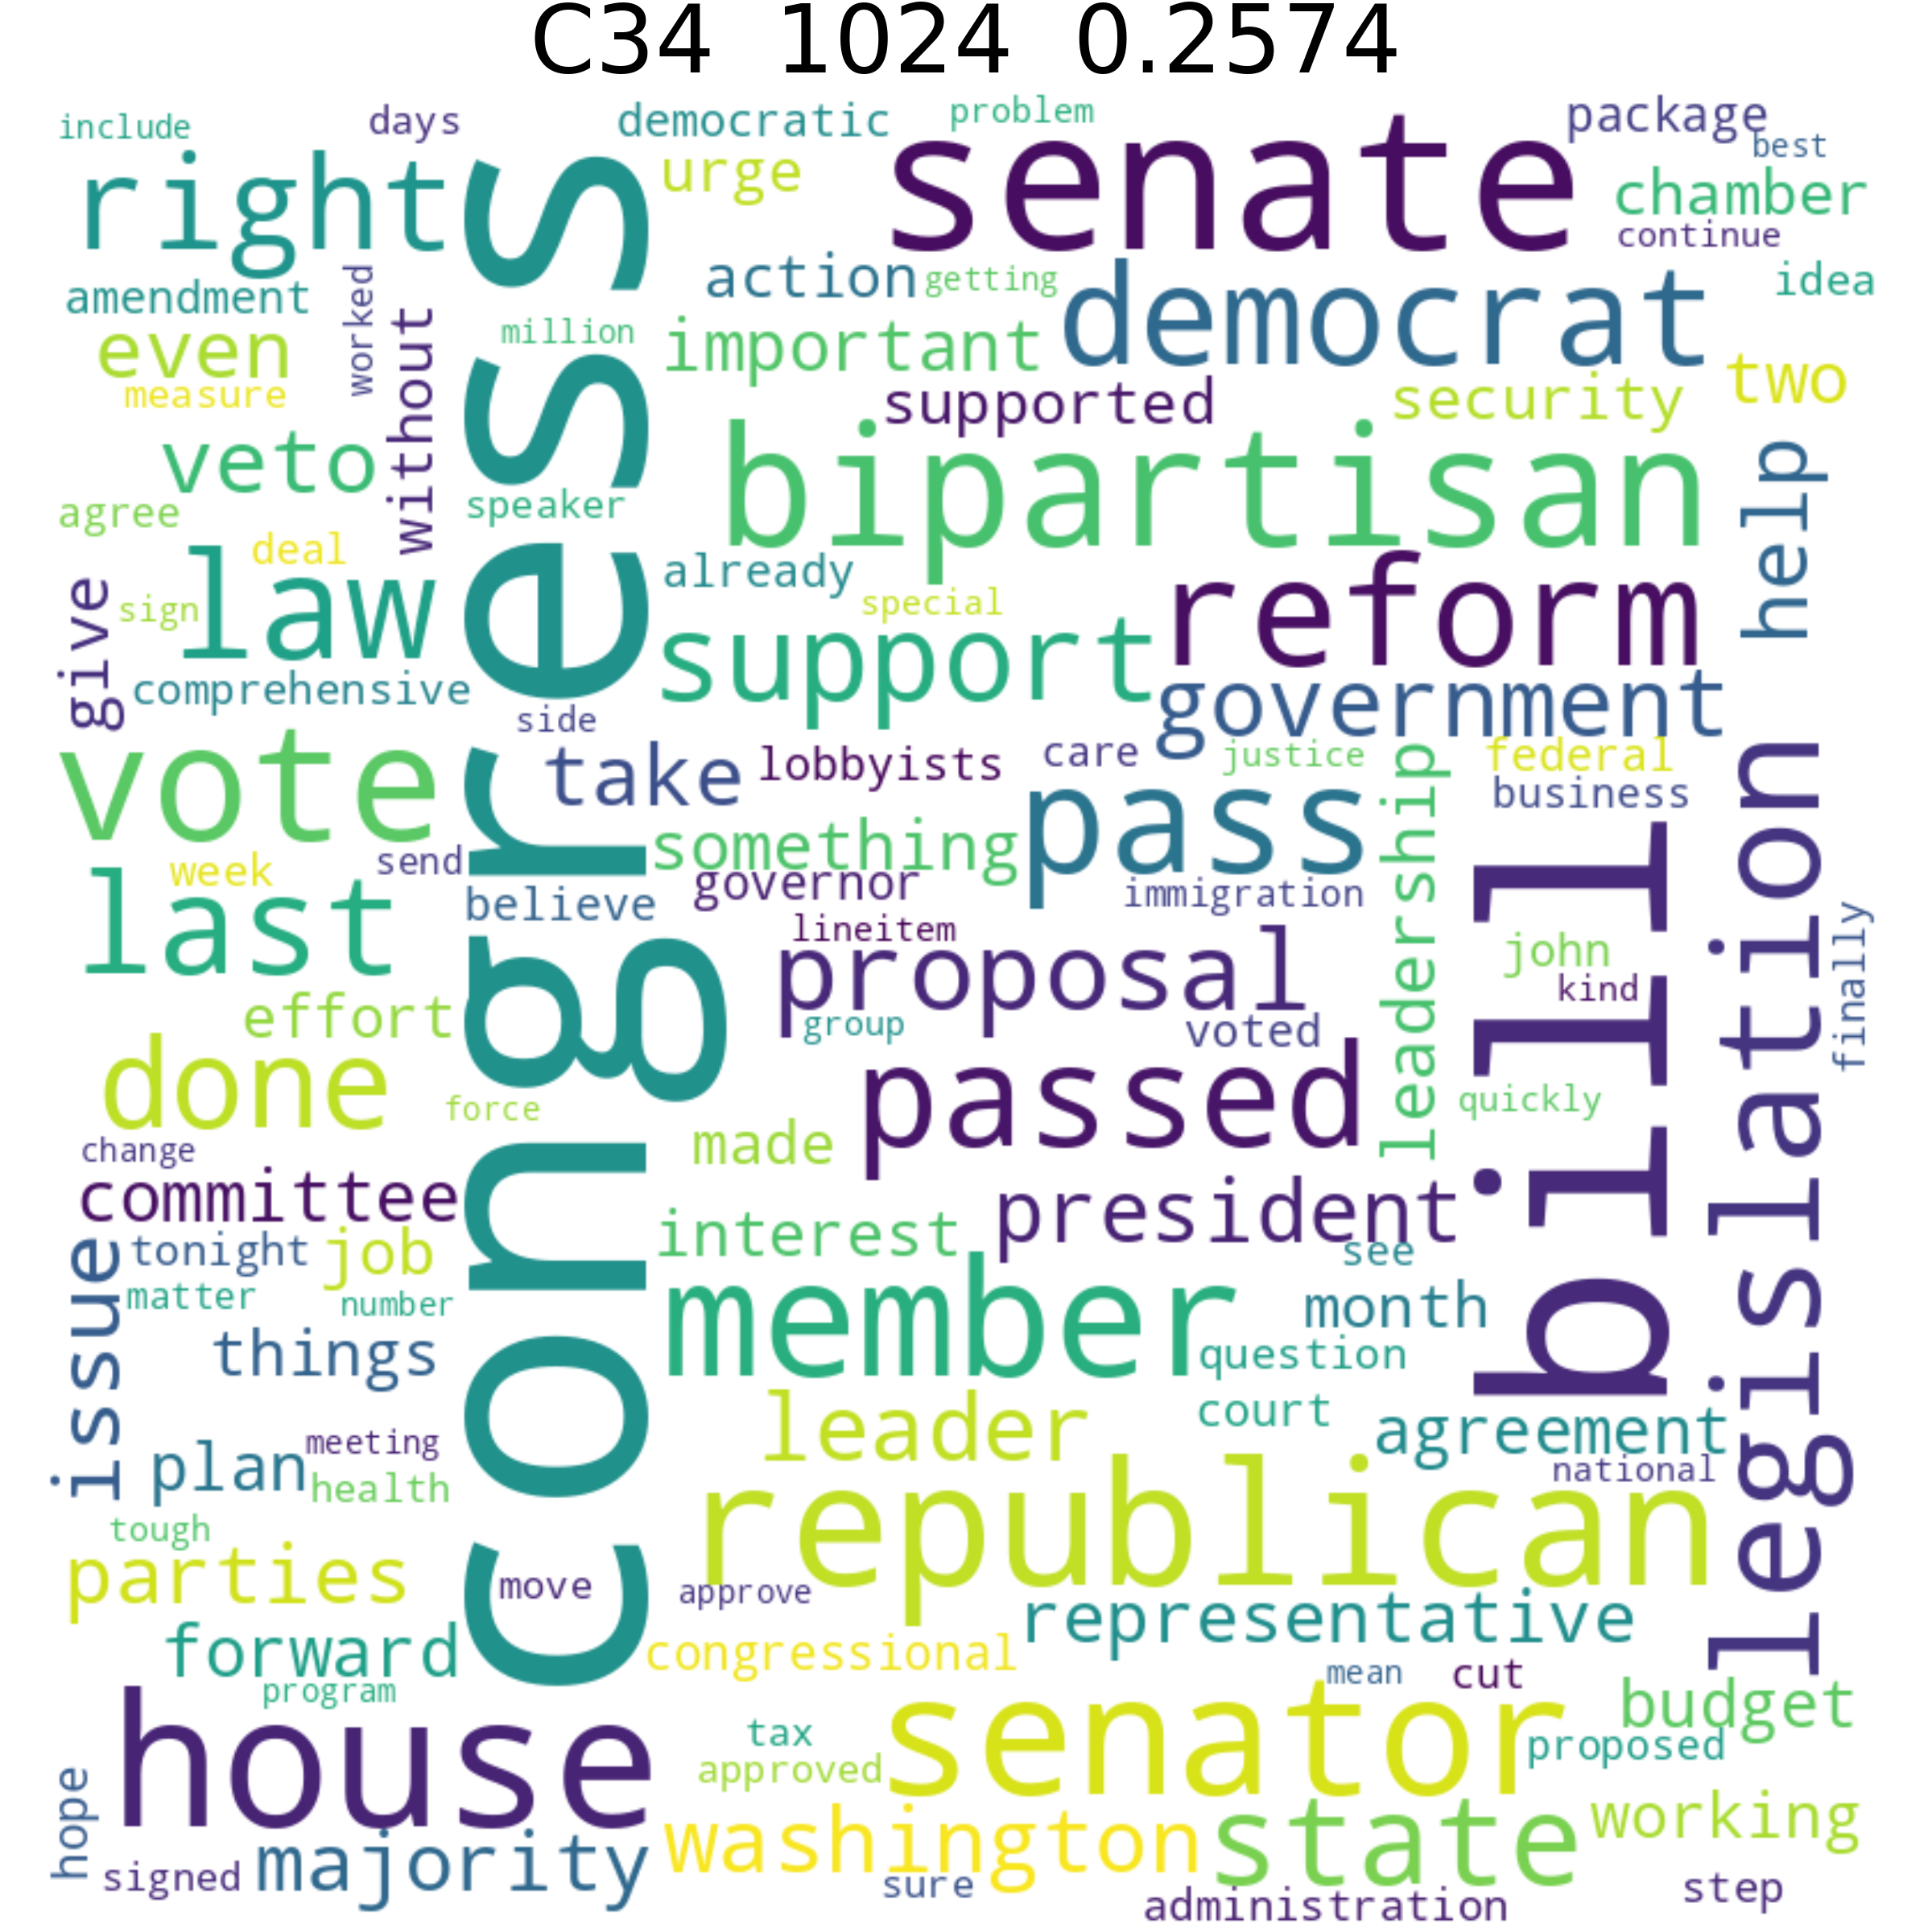 C34 1024 0.2574
include
days
democratic
problem
package
best
right
urge
senate
chamber
continue
congress
amendment
worked
action
getting
democrat
idea
even
without
million
important
two
measure
supported
security
veto
bipartisan
help
agree
speaker
deal
law
already
reform
give
sign
special
support
comprehensive
side
government
vote
take
lobbyists
care
justice
leadership
federal
business
legislation
something
pass
bill
week
send
last
believe
governor
immigration
lineitem
john
finally
proposal
kind
effort
group
voted
done
force
passed
quickly
change
made
committee
president
issue
tonight
job
interest
see
matter
number
member
month
things
question
leader
court
agreement
plan
meeting
health
national
republican
tough
parties
move
approve
representative
forward
congressional
program
mean
cut
house
tax
senator
budget
approved
proposed
hope
washington
state
working
signed
majority
sure
administration
step